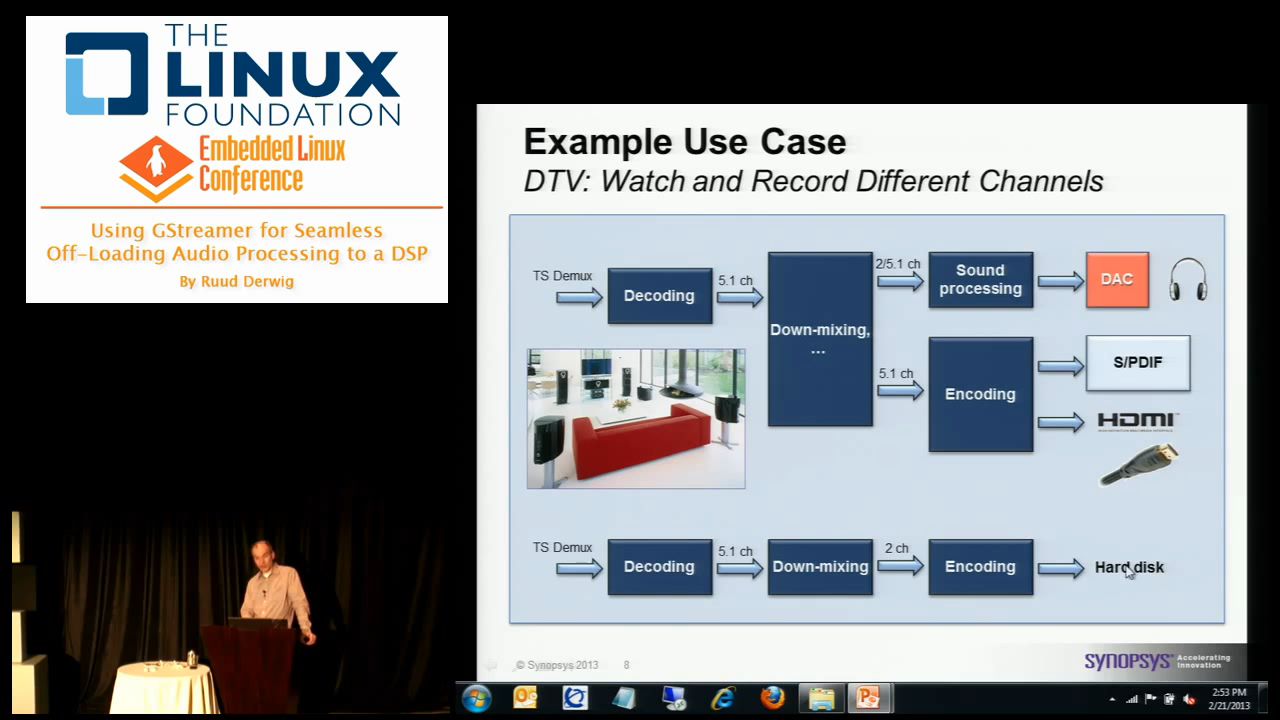 THE
LINUX
FOUNDATION
Embedded Linux
Conference
Using GStreamer for Seamless
Off-Loading Audio Processing to a DSP
By Ruud Derwig
Example Use Case
DTV: Watch and Record Different Channels
TS Demux
Decoding
5.1 ch
Down-mixing,
...
2/5.1 ch
Sound
processing
DAC
5.1 ch
Encoding
S/PDIF
HDMI
TS Demux
Decoding
5.1 ch
Down-mixing
2 ch
Encoding
Hard disk
© Synopsys 2013
8
SYNOPSYS
Accelerating
Innovation
2:53 PM
2/21/2013